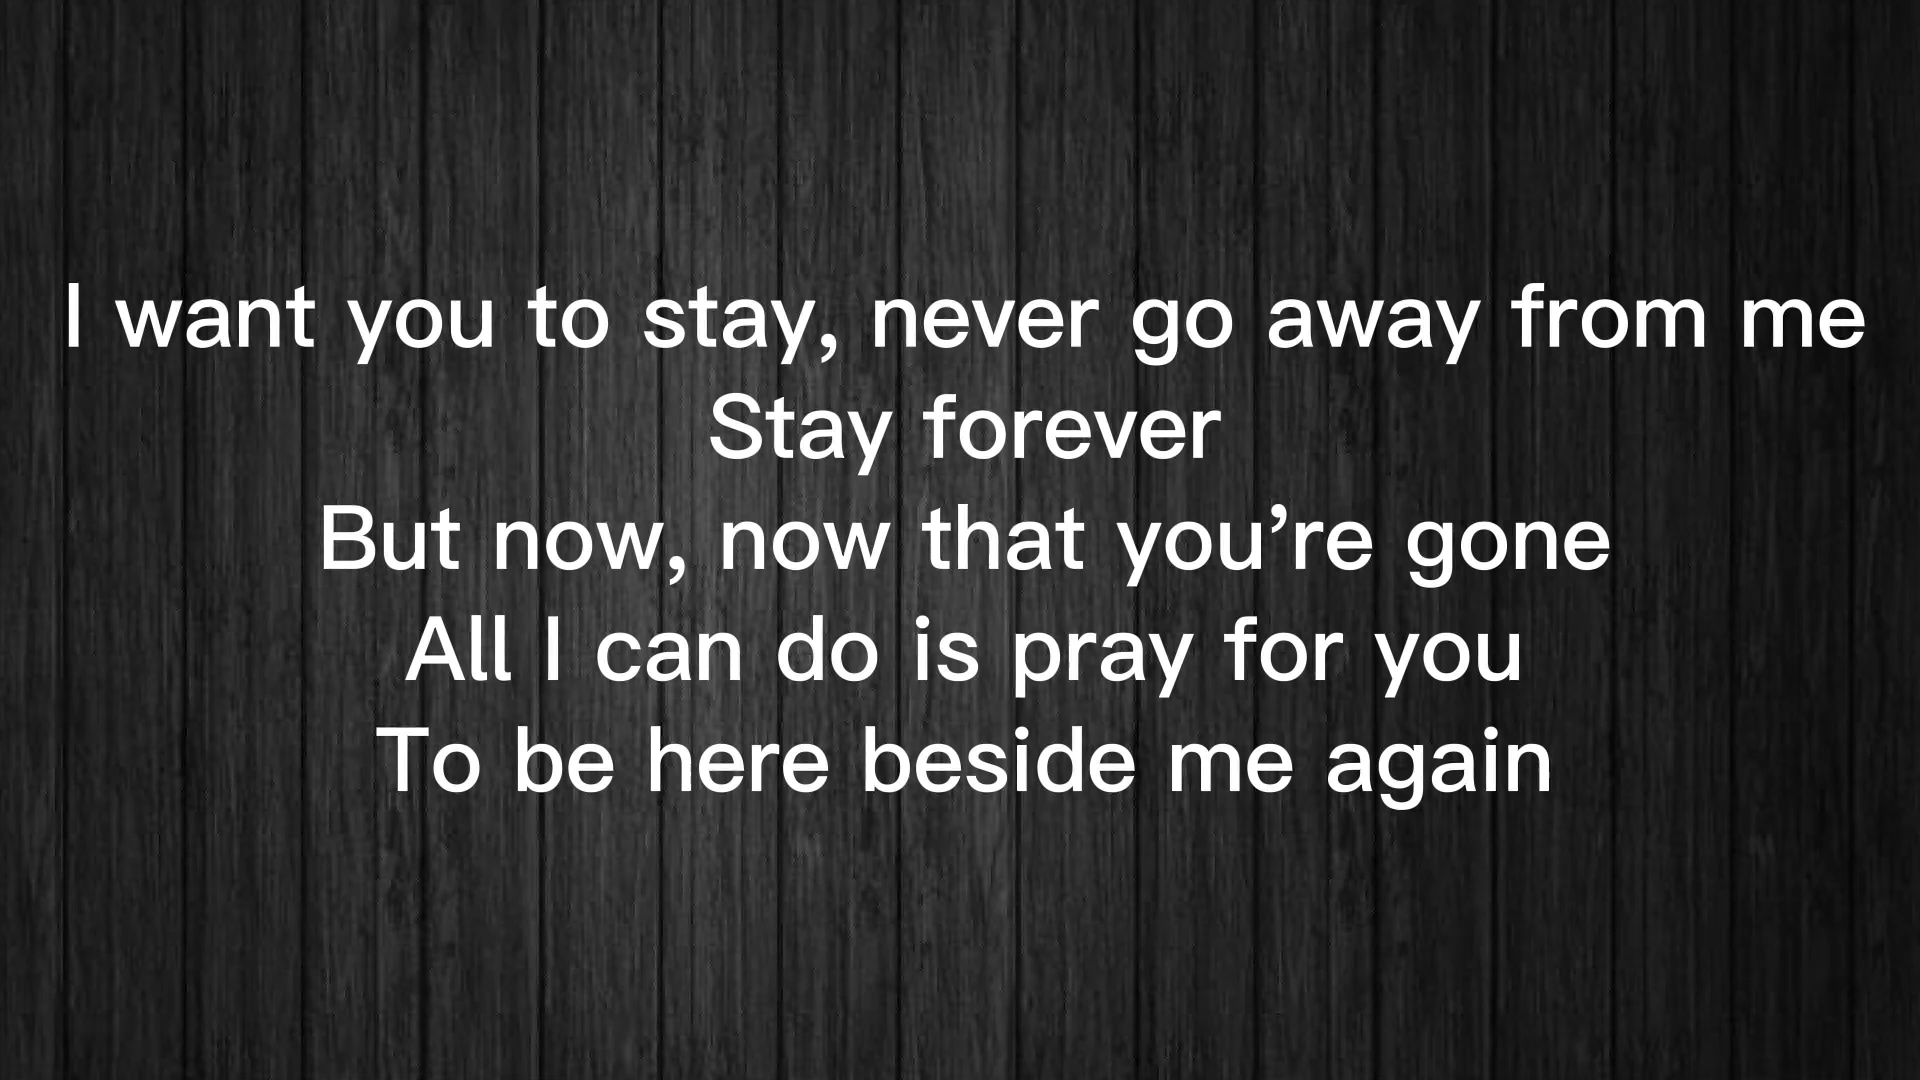 I want you to stay, never go away from me
Stay forever
But now, now that you’re gone
All I can do is pray for you
To be here beside me again